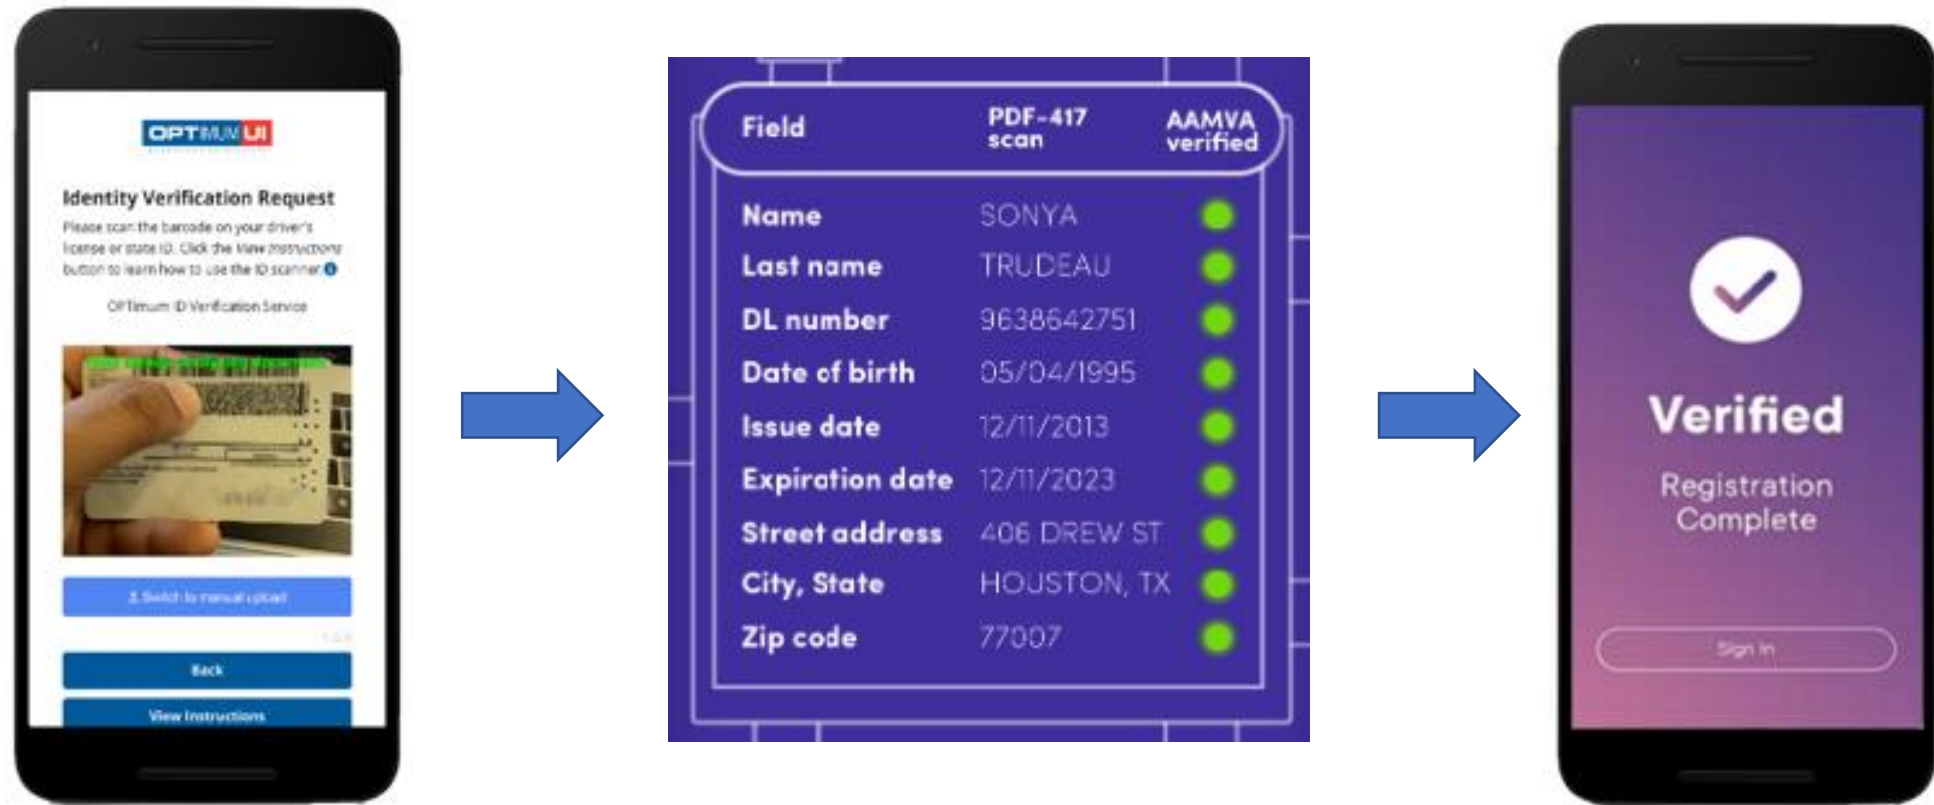 OPTIMUM UI
Identity Verification Request
Please scan the barcode on your driver's
license or state ID. Click the View Instructions
button to learn how to use the ID scanner.
OPTimum ID Verification Service
Switch to manual upload
Back
View Instructions
Field PDF-417 scan AAMVA verified
Name SONYA
Last name TRUDEAU
DL number 9638642751
Date of birth 05/04/1995
Issue date 12/11/2013
Expiration date 12/11/2023
Street address 406 DREW ST
City, State HOUSTON, TX
Zip code 77007
Verified
Registration
Complete
Sign In